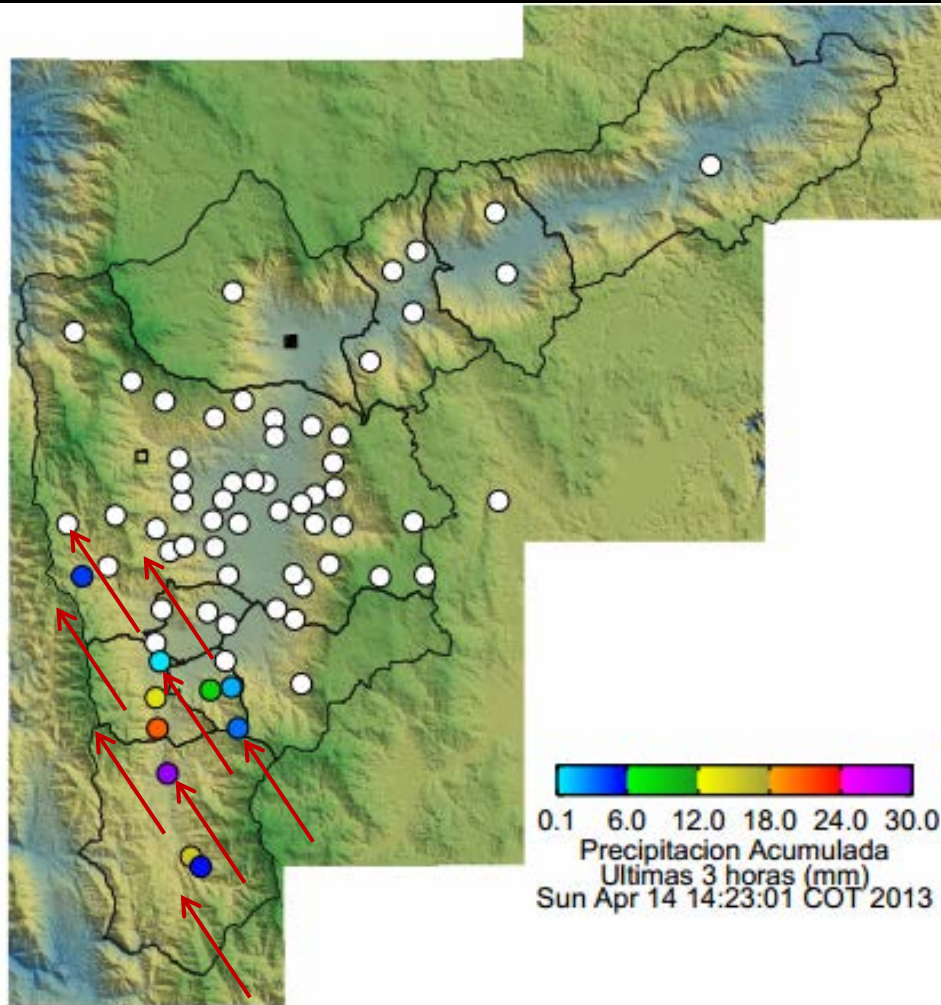 0.1 6.0 12.0 18.0 24.0 30.0
Precipitacion Acumulada
Ultimas 3 horas (mm)
Sun Apr 14 14:23:01 COT 2013